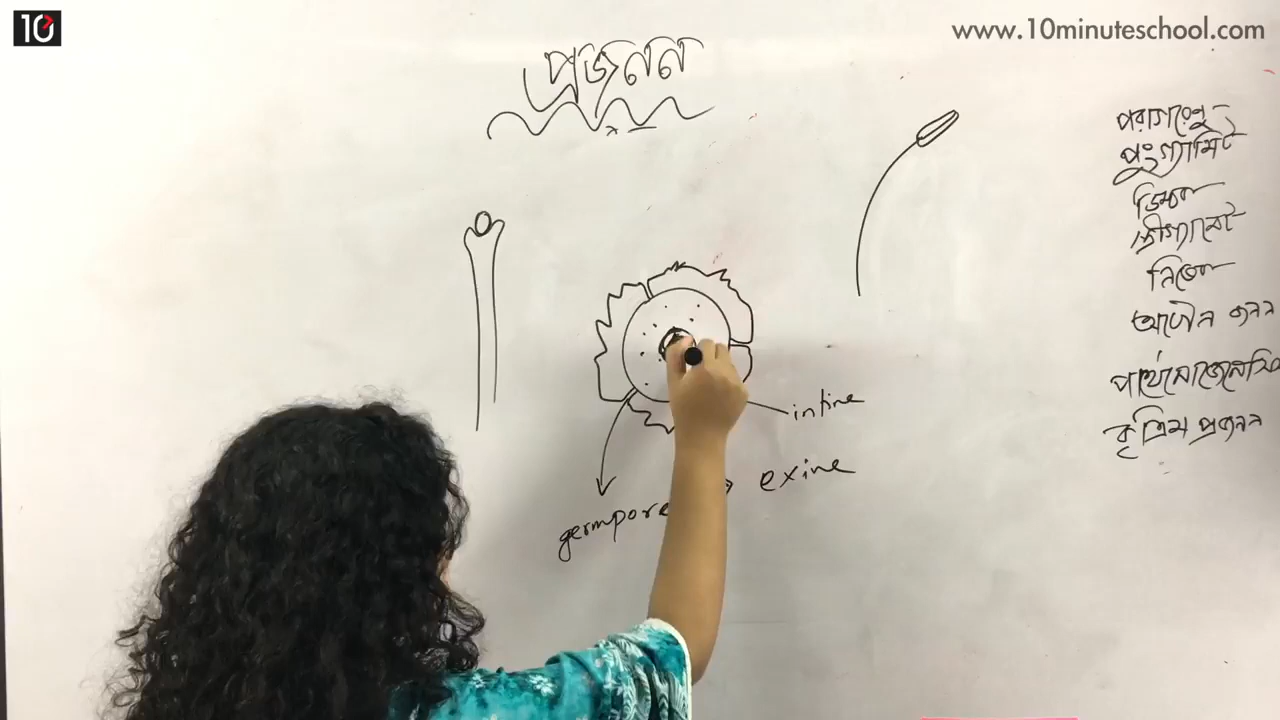 10
www.10minuteschool.com
প্রজনন
পরাগরেণু
পুংগ্যামিট
ডিম্বক
স্ত্রীগ্যামেট
নিষেক
অযৌন জনন
পার্থেনোজেনেসিস
কৃত্রিম প্রজনন
intine
exine
germpore